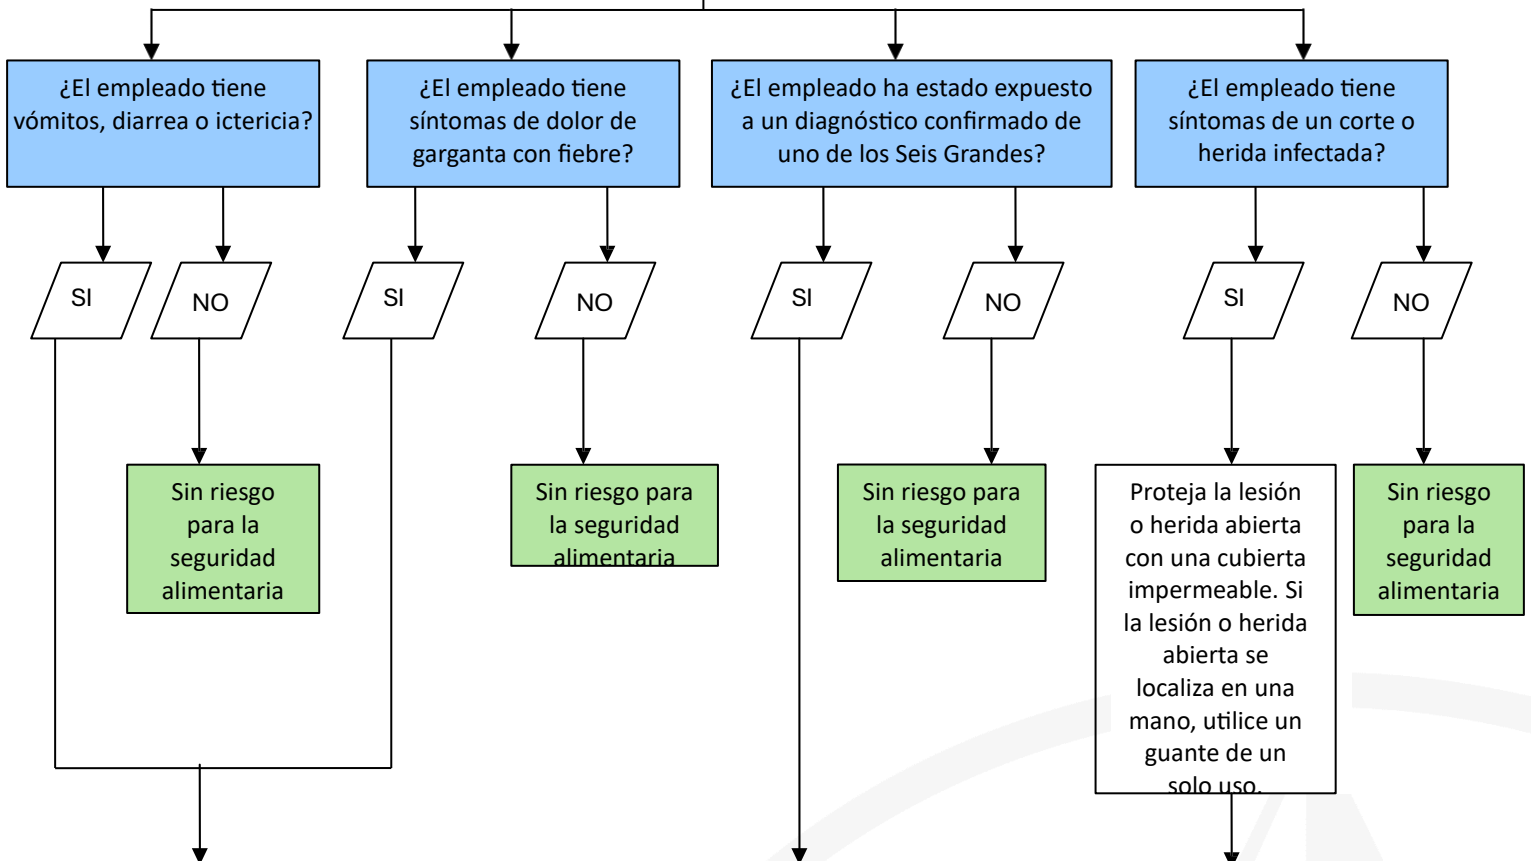 ¿El empleado tiene
vómitos, diarrea o ictericia?
¿El empleado tiene
síntomas de dolor de
garganta con fiebre?
¿El empleado ha estado expuesto
a un diagnóstico confirmado de
uno de los Seis Grandes?
¿El empleado tiene
síntomas de un corte o
herida infectada?
SI
NO
SI
NO
SI
NO
SI
NO
Sin riesgo
para la
seguridad
alimentaria
Sin riesgo para
la seguridad
alimentaria
Sin riesgo para
la seguridad
alimentaria
Proteja la lesión
o herida abierta
con una cubierta
impermeable. Si
la lesión o herida
abierta se
localiza en una
mano, utilice un
guante de un
solo uso.
Sin riesgo
para la
seguridad
alimentaria